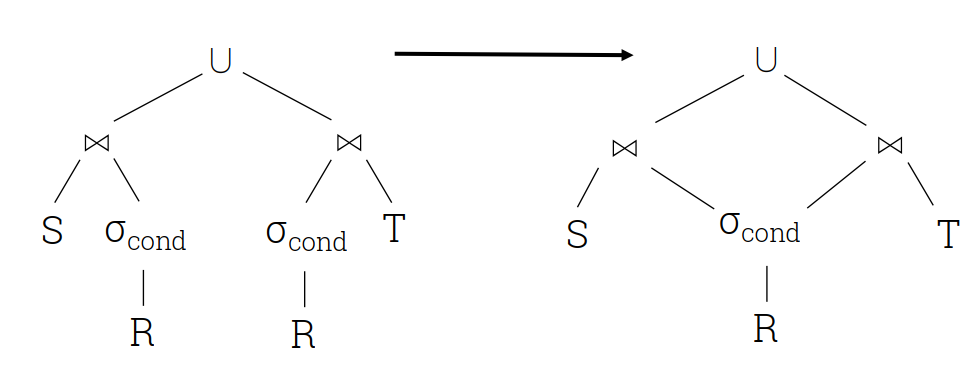 ∪ ∪
⋈ ⋈ ⋈ ⋈
S σcond σcond T S σcond T
R R R